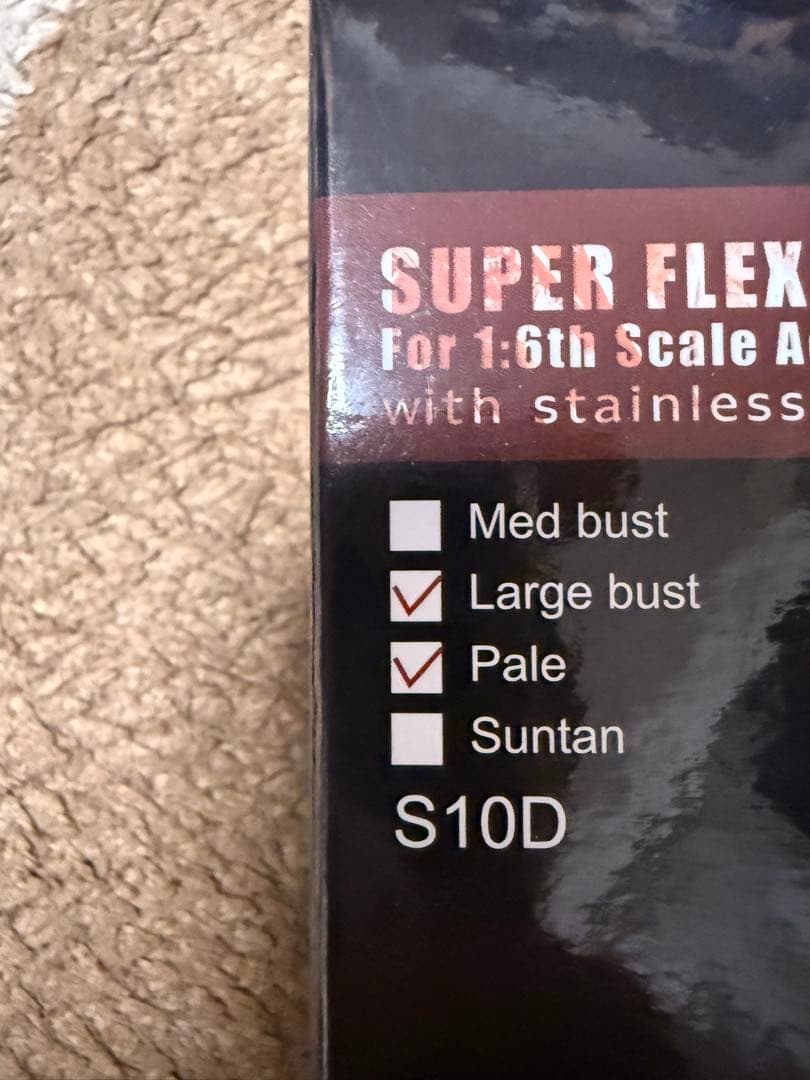 SUPER FLEX
For 1:6th Scale
with stainless
Med bust
Large bust
Pale
Suntan
S10D